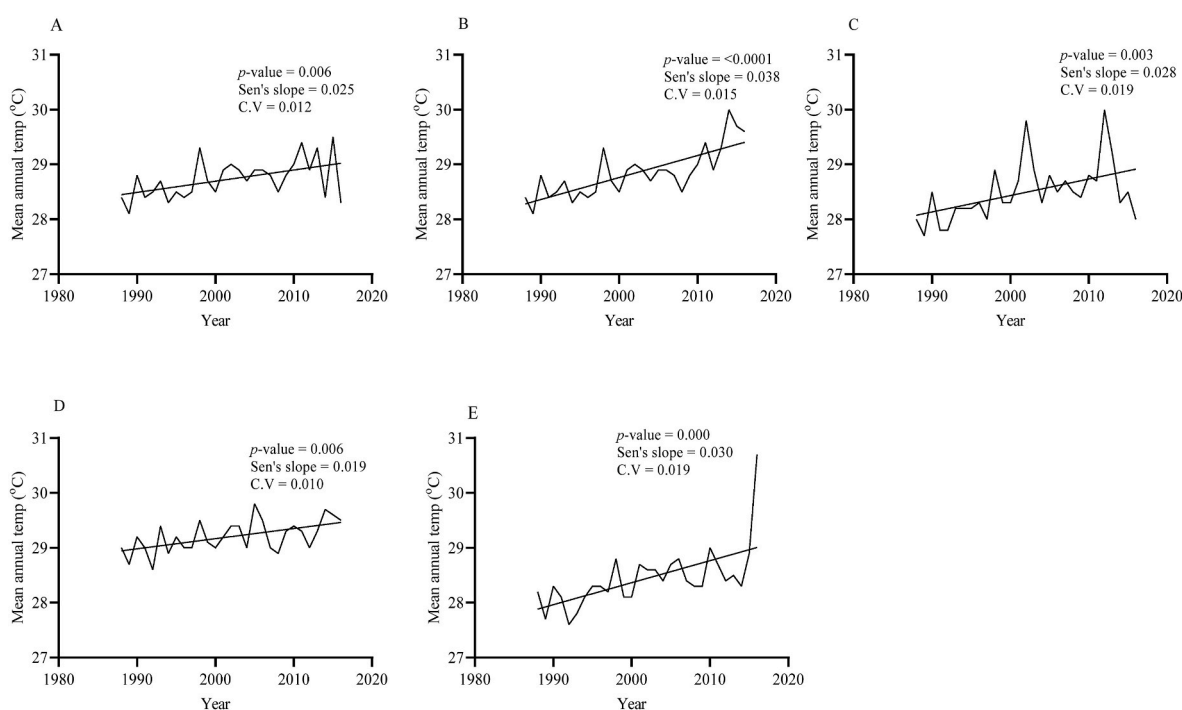 A
p-value = 0.006
Sen's slope = 0.025
C.V = 0.012
Mean annual temp (°C)
31
30
29
28
27
1980 1990 2000 2010 2020
Year
B
p-value = <0.0001
Sen's slope = 0.038
C.V = 0.015
Mean annual temp (°C)
31
30
29
28
27
1980 1990 2000 2010 2020
Year
C
p-value = 0.003
Sen's slope = 0.028
C.V = 0.019
Mean annual temp (°C)
31
30
29
28
27
1980 1990 2000 2010 2020
Year
D
p-value = 0.006
Sen's slope = 0.019
C.V = 0.010
Mean annual temp (°C)
31
30
29
28
27
1980 1990 2000 2010 2020
Year
E
p-value = 0.000
Sen's slope = 0.030
C.V = 0.019
Mean annual temp (°C)
31
30
29
28
27
1980 1990 2000 2010 2020
Year